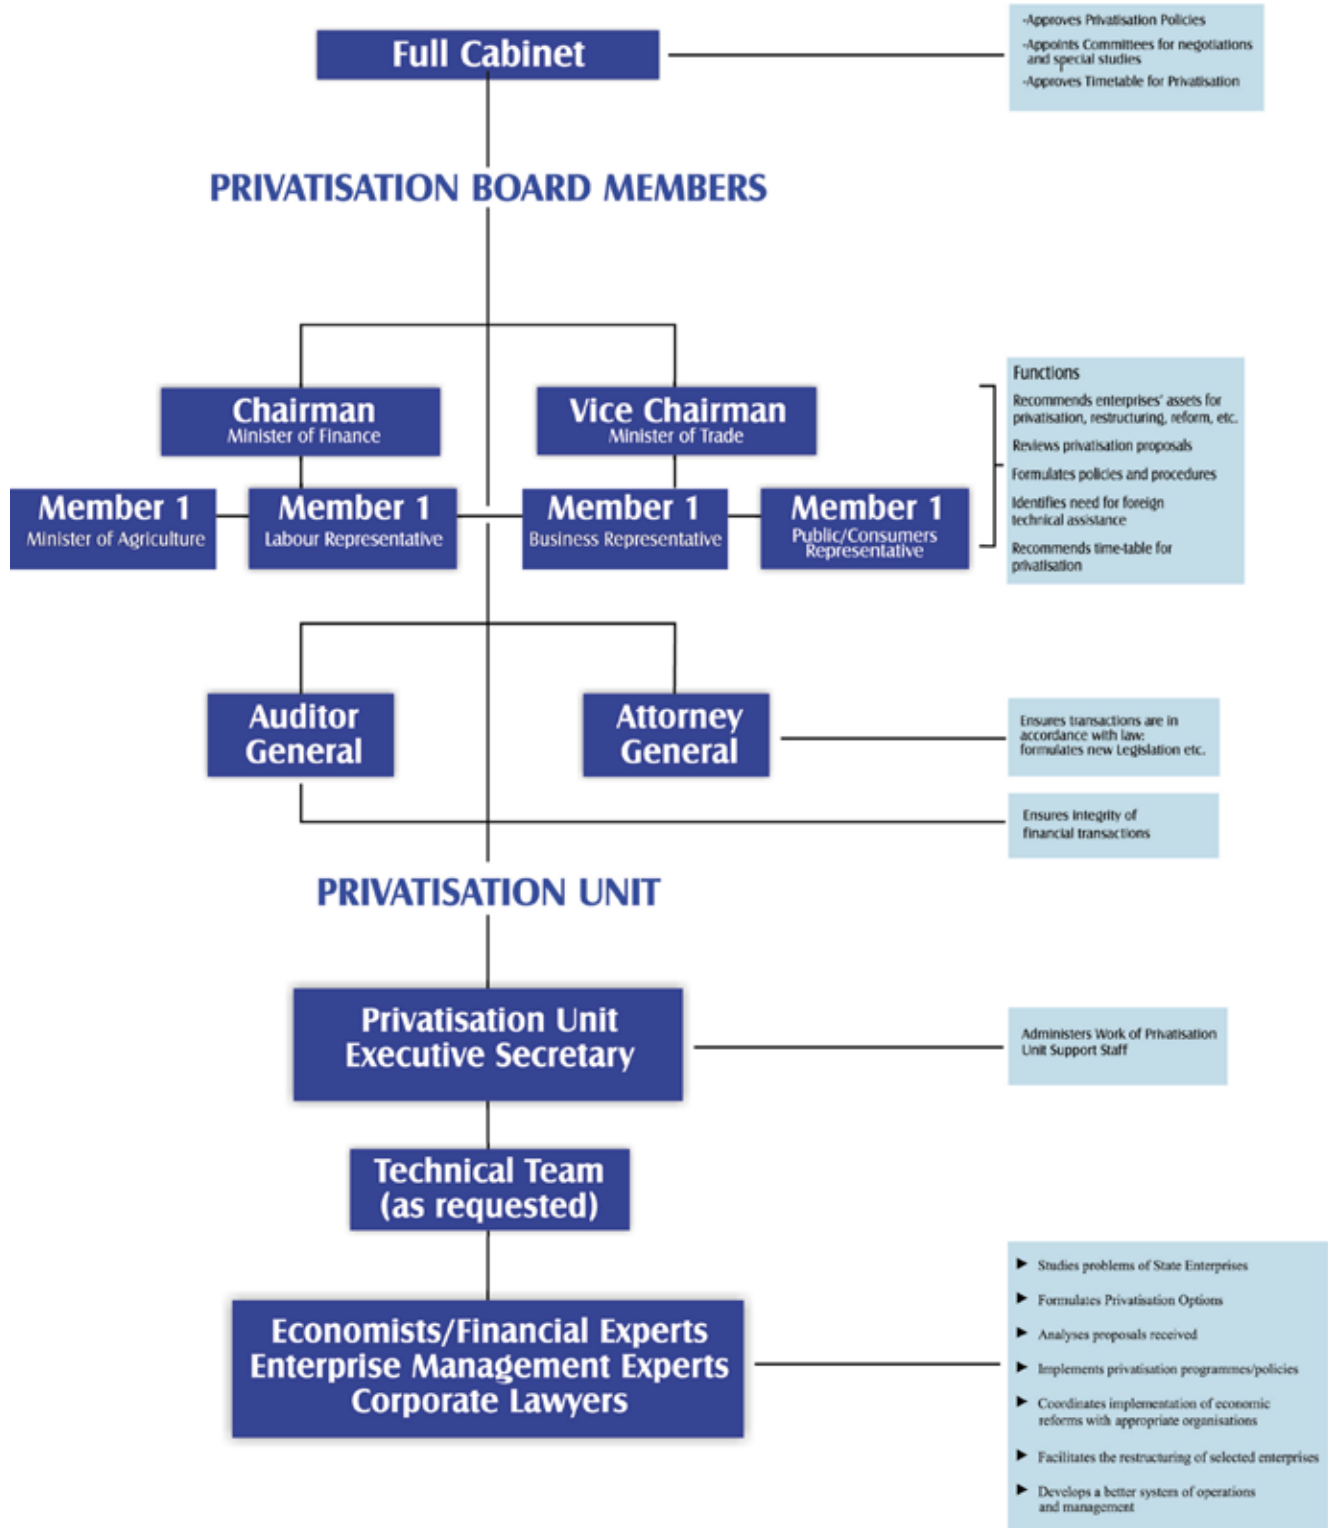 Full Cabinet
-Approves Privatisation Policies
-Appoints Committees for negotiations
and special studies
-Approves Timetable for Privatisation
PRIVATISATION BOARD MEMBERS
Chairman
Minister of Finance
Vice Chairman
Minister of Trade
Member 1
Minister of Agriculture
Member 1
Labour Representative
Member 1
Business Representative
Member 1
Public/Consumers
Representative
Functions
Recommends enterprises' assets for
privatisation, restructuring, reform, etc.
Reviews privatisation proposals
Formulates policies and procedures
Identifies need for foreign
technical assistance
Recommends time-table for
privatisation
Auditor
General
Attorney
General
Ensures transactions are in
accordance with law:
formulates new Legislation etc.
Ensures integrity of
financial transactions
PRIVATISATION UNIT
Privatisation Unit
Executive Secretary
Administers Work of Privatisation
Unit Support Staff
Technical Team
(as requested)
Economists/Financial Experts
Enterprise Management Experts
Corporate Lawyers
► Studies problems of State Enterprises
► Formulates Privatisation Options
► Analyses proposals received
► Implements privatisation programmes/policies
► Coordinates implementation of economic
reforms with appropriate organisations
► Facilitates the restructuring of selected enterprises
► Develops a better system of operations
and management